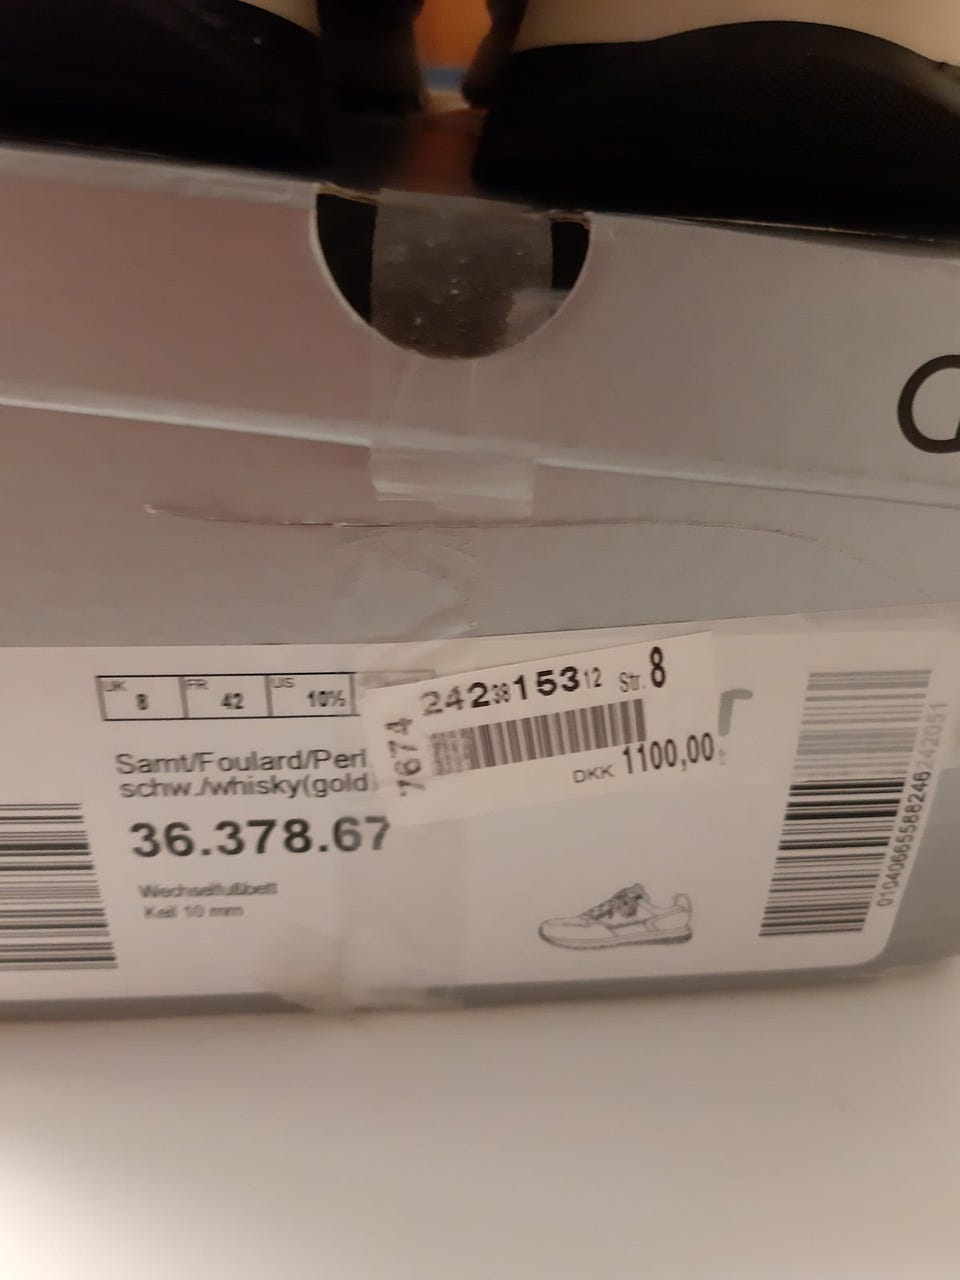 UK 8 FR 42 US 10½
24238 15312 Str. 8
7674
DKK 1100,00
Samt/Foulard/Perl
schw./whisky(gold)
36.378.67
Wechselfußbett
Keil 10 mm